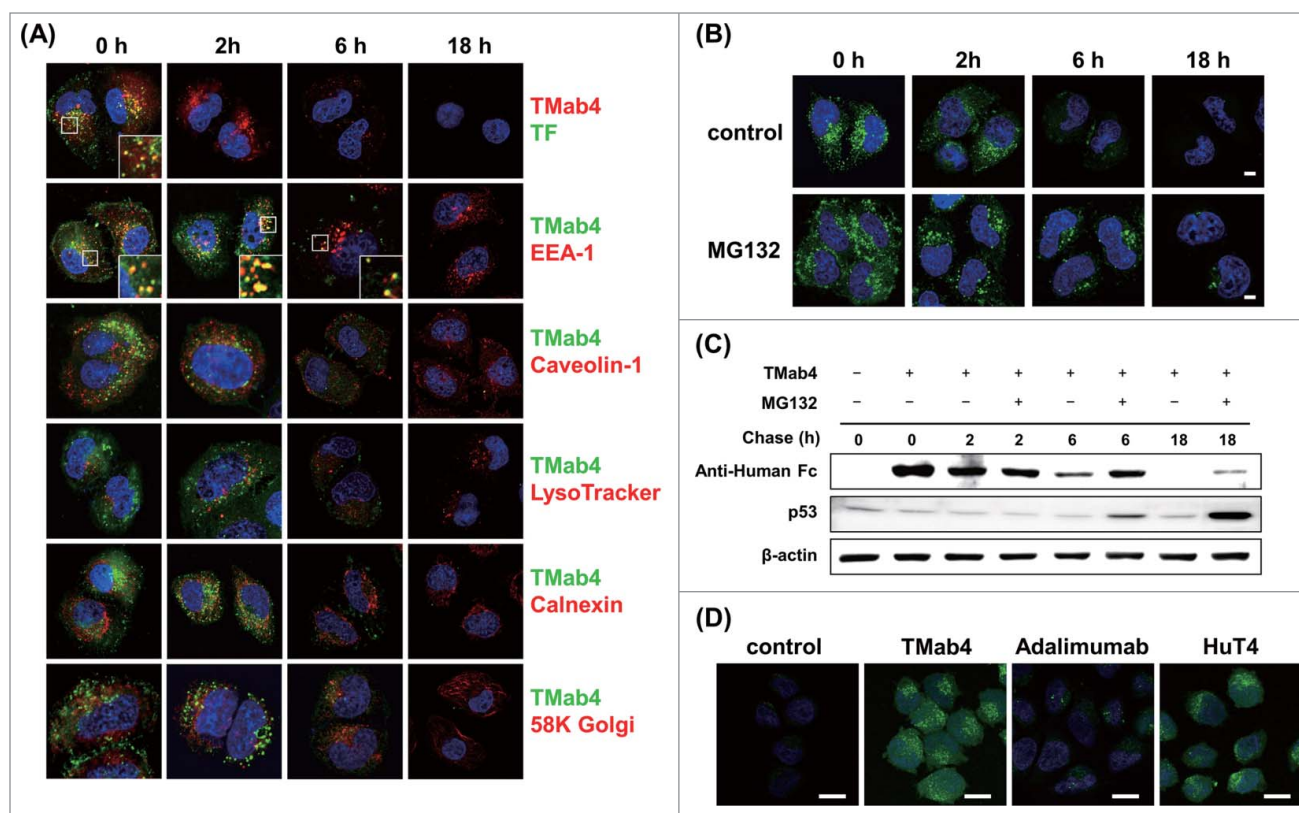 (A)
0 h 2h 6 h 18 h
TMab4
TF
TMab4
EEA-1
TMab4
Caveolin-1
TMab4
LysoTracker
TMab4
Calnexin
TMab4
58K Golgi
(B)
0 h 2h 6 h 18 h
control
MG132
(C)
TMab4 – + + + + + + +
MG132 – – – + – + – +
Chase (h) 0 0 2 2 6 6 18 18
Anti-Human Fc
p53
β-actin
(D)
control TMab4 Adalimumab HuT4